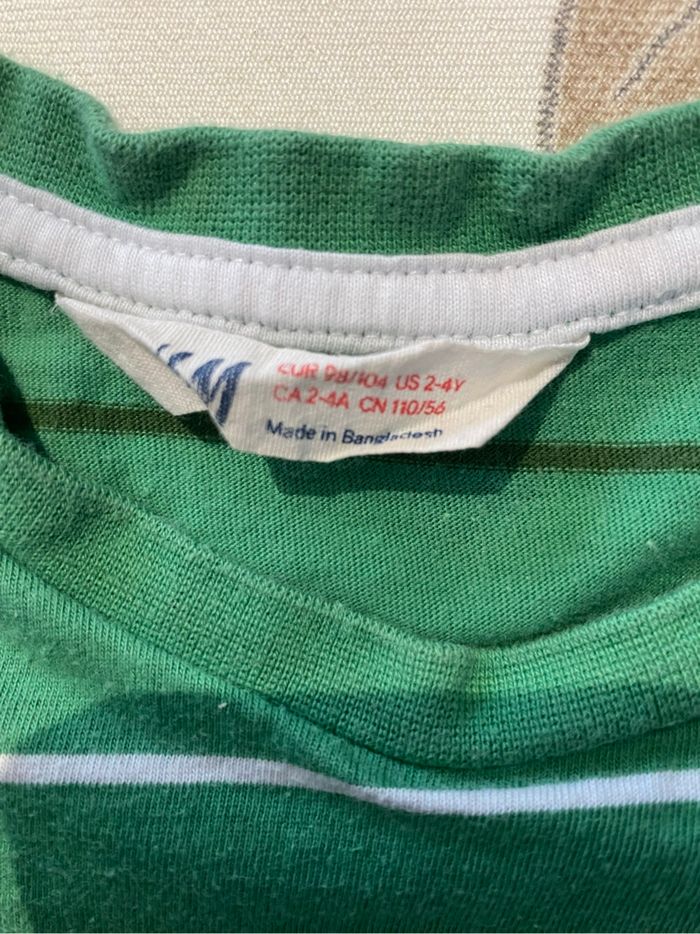 H&M
EUR 98/104 US 2-4Y
CA 2-4A CN 110/56
Made in Bangladesh